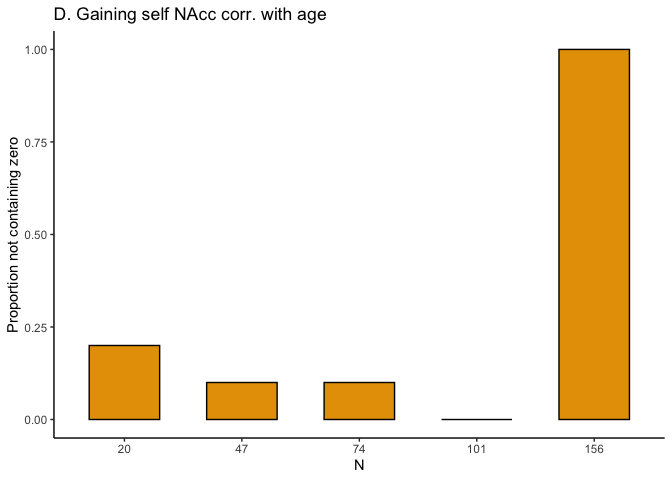 D. Gaining self NAcc corr. with age
Proportion not containing zero
1.00
0.75
0.50
0.25
0.00
20 47 74 101 156
N